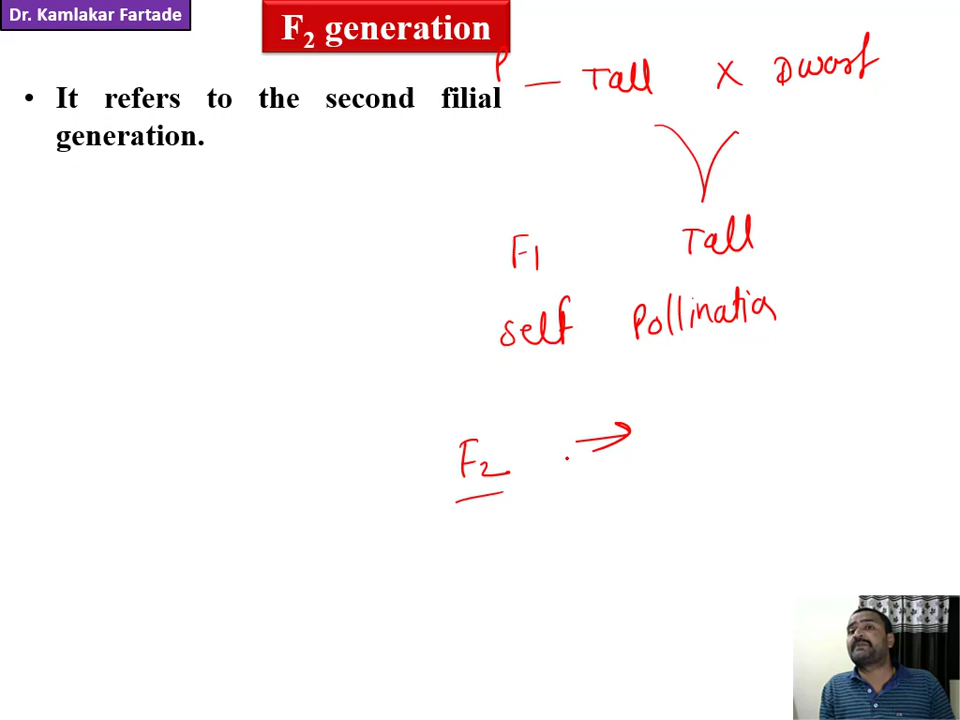 Dr. Kamlakar Fartade
F2 generation
• It refers to the second filial
generation.
P — Tall X Dwarf
F1 Tall
self Pollination
F2 →